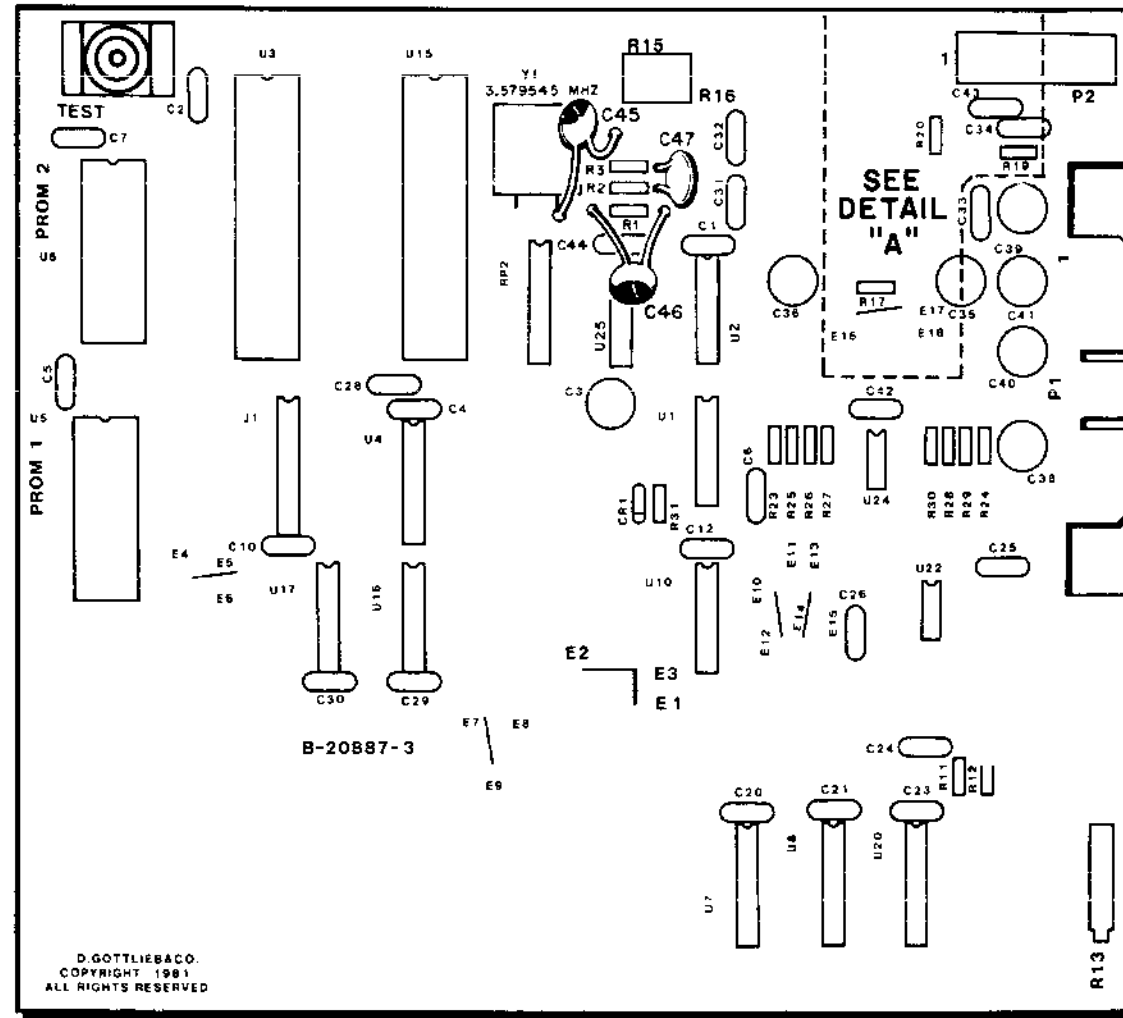 U3
U15
Y1
3.579545 MHZ
R15
R16
1
P2
TEST
C2
C7
C45
C47
C32
C43
C34
R20
R19
PROM 2
U6
R3
R2
R1
C31
C44
C1
SEE
DETAIL
"A"
C33
C39
1
RP2
U25
C46
U2
C36
R17
E16
E17
E18
C35
C41
C5
C28
C4
C3
C42
C40
P1
U5
J1
U4
U1
PROM 1
C6
R23
R25
R26
R27
U24
R30
R28
R29
R24
C38
CR1
R31
C10
C12
E4
E5
E6
U17
U16
U10
E11
E13
E10
E12
E14
E15
C26
U22
C25
E2
E3
E1
C30
C29
E7
E8
E9
B-20887-3
C24
R11
R12
C20
C21
C23
U7
U8
U20
R13
D.GOTTLIEB&CO.
COPYRIGHT 1981
ALL RIGHTS RESERVED